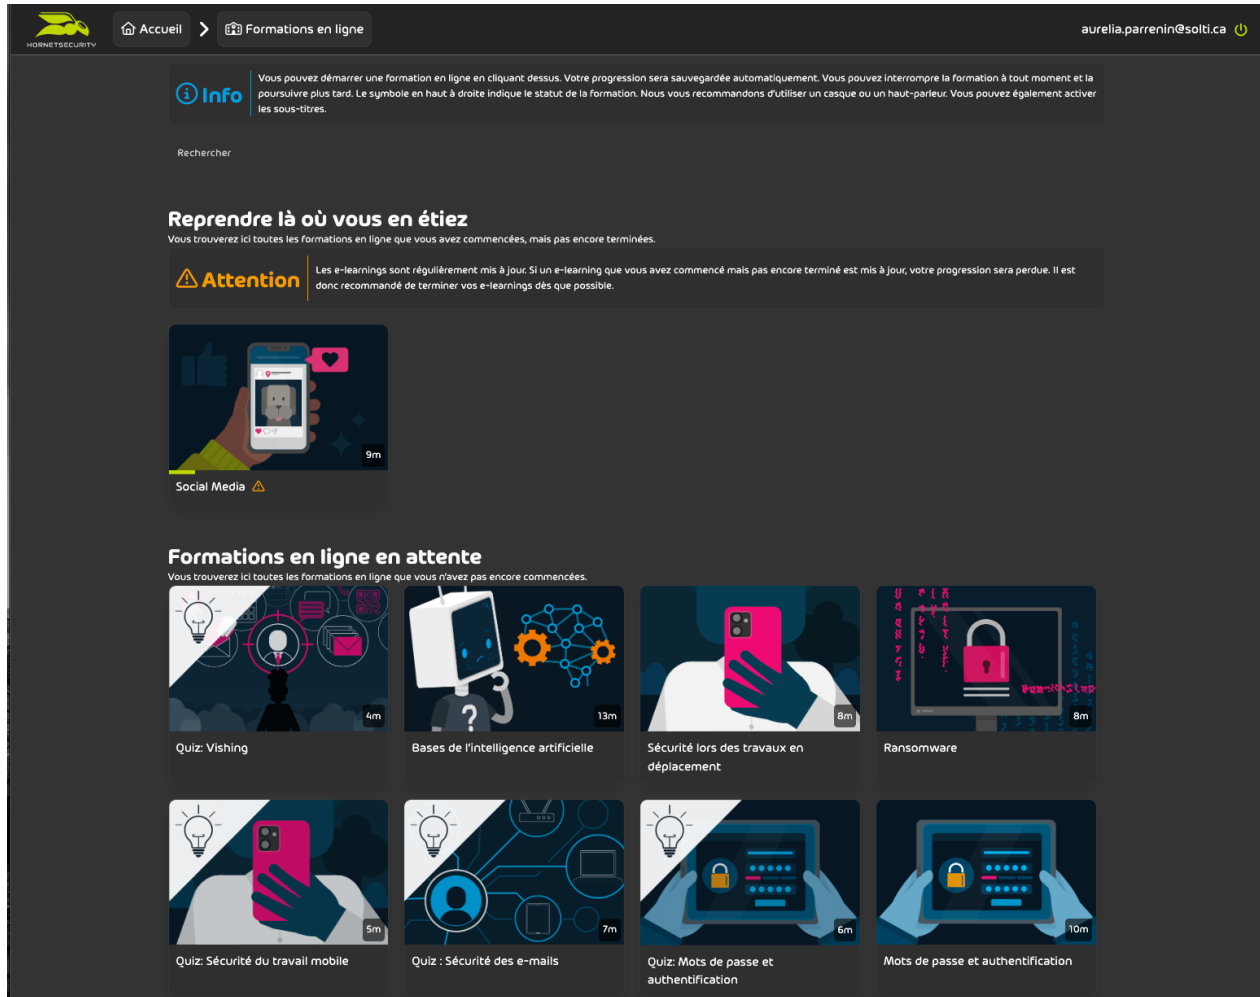 HORNETSECURITY
Accueil
Formations en ligne
aurelia.parrenin@solti.ca
Info
Vous pouvez démarrer une formation en ligne en cliquant dessus. Votre progression sera sauvegardée automatiquement. Vous pouvez interrompre la formation à tout moment et la
poursuivre plus tard. Le symbole en haut à droite indique le statut de la formation. Nous vous recommandons d'utiliser un casque ou un haut-parleur. Vous pouvez également activer
les sous-titres.
Rechercher
Reprendre là où vous en étiez
Vous trouverez ici toutes les formations en ligne que vous avez commencées, mais pas encore terminées.
Attention
Les e-learnings sont régulièrement mis à jour. Si un e-learning que vous avez commencé mais pas encore terminé est mis à jour, votre progression sera perdue. Il est
donc recommandé de terminer vos e-learnings dès que possible.
9m
Social Media
Formations en ligne en attente
Vous trouverez ici toutes les formations en ligne que vous n'avez pas encore commencées.
4m
Quiz: Vishing
?
13m
Bases de l'intelligence artificielle
8m
Sécurité lors des travaux en
déplacement
8m
Ransomware
5m
Quiz: Sécurité du travail mobile
7m
Quiz : Sécurité des e-mails
6m
Quiz: Mots de passe et
authentification
10m
Mots de passe et authentification